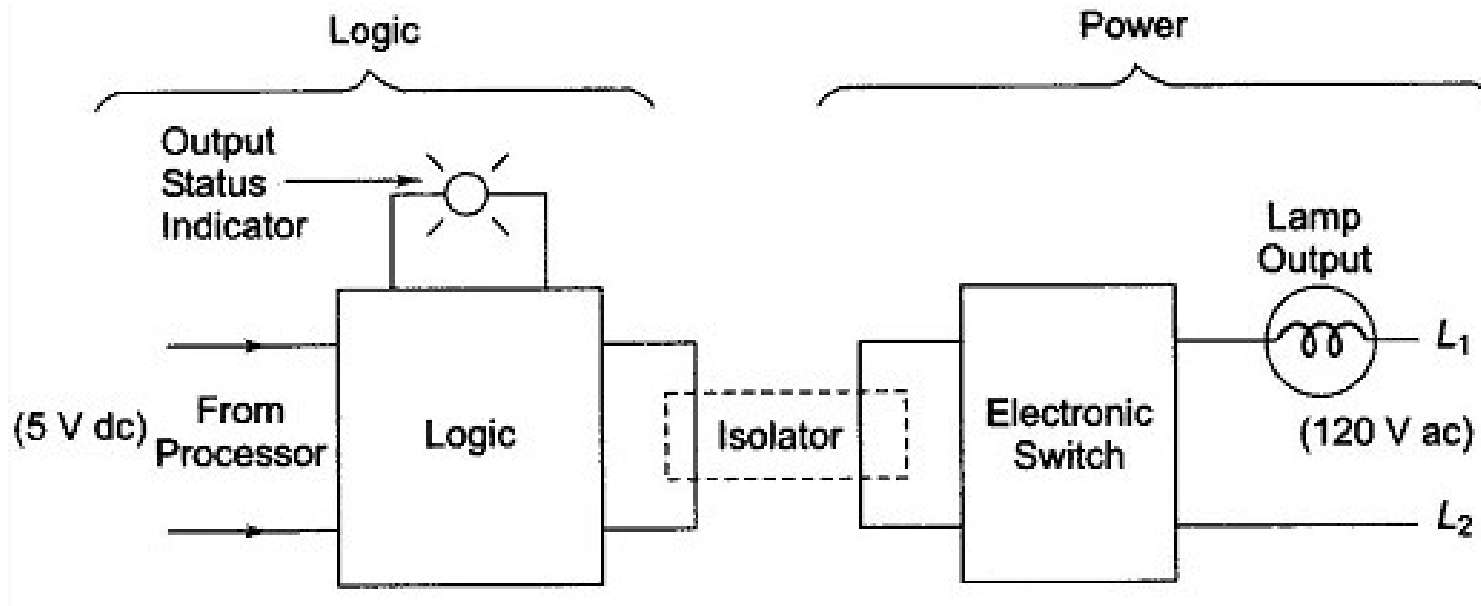 Logic
Power
Output
Status
Indicator
Lamp
Output
L1
(5 V dc)
From
Processor
Logic
Isolator
Electronic
Switch
(120 V ac)
L2